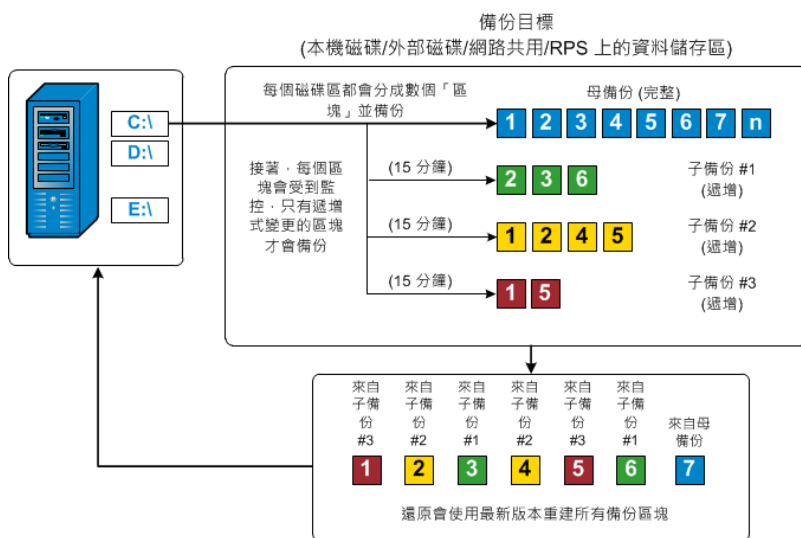 備份目標
(本機磁碟/外部磁碟/網路共用/RPS 上的資料儲存區)
每個磁碟區都會分成數個「區
塊」並備份
母備份 (完整)
C:\
D:\
E:\
1 2 3 4 5 6 7 n
接著，每個區
塊會受到監
控，只有遞增
式變更的區塊
才會備份
(15 分鐘)
2 3 6
子備份 #1
(遞增)
(15 分鐘)
1 2 4 5
子備份 #2
(遞增)
(15 分鐘)
1 5
子備份 #3
(遞增)
來自
子備
份
#3
來自
子備
份
#2
來自
子備
份
#1
來自
子備
份
#2
來自
子備
份
#3
來自
子備
份
#1
來自母
備份
1 2 3 4 5 6 7
還原會使用最新版本重建所有備份區塊